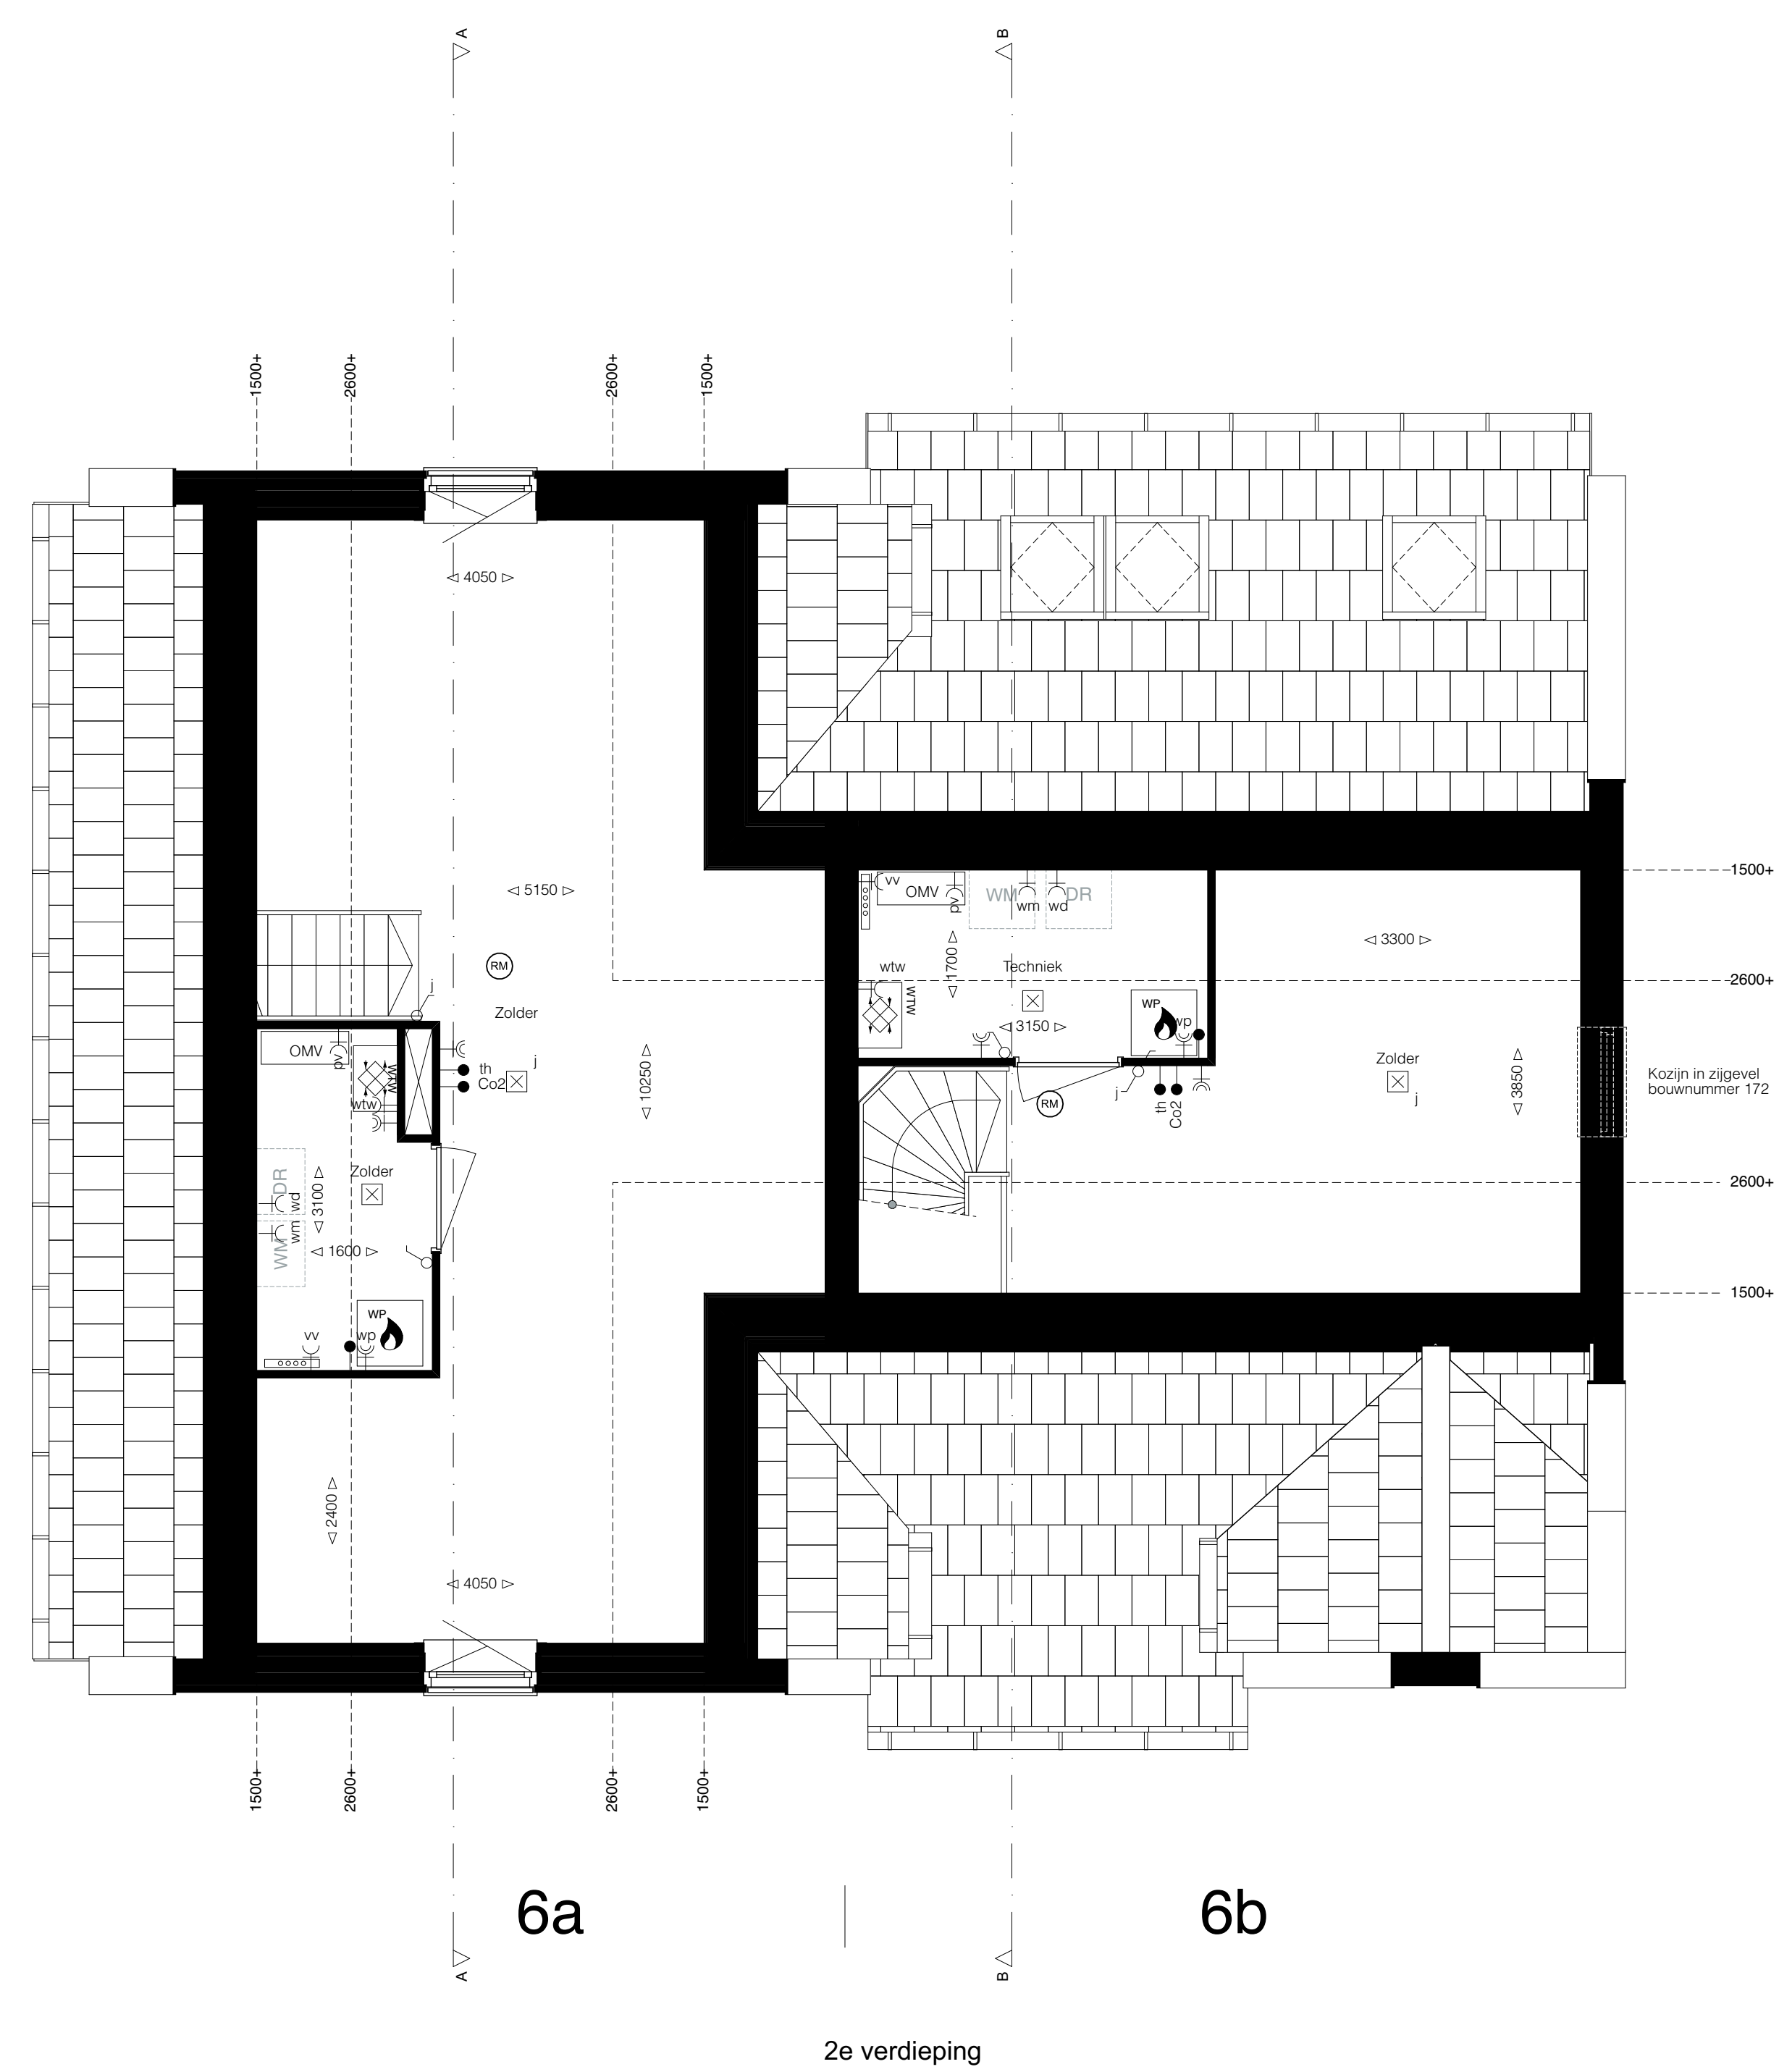 A
B
1500+
2600+
2600+
1500+
4050
5150
RM
j
Zolder
OMV
pv
WTW
wtw
th
Co2
j
10250
Zolder
DR
wd
3100
wm
WM
1600
WP
vv
wp
2400
4050
vv
OMV
pv
WM
wm
wd
DR
1700
wtw
WTW
Techniek
3150
WP
wp
RM
j
th
Co2
3300
Zolder
j
3850
1500+
2600+
Kozijn in zijgevel
bouwnummer 172
2600+
1500+
1500+
2600+
2600+
1500+
6a
6b
A
B
2e verdieping